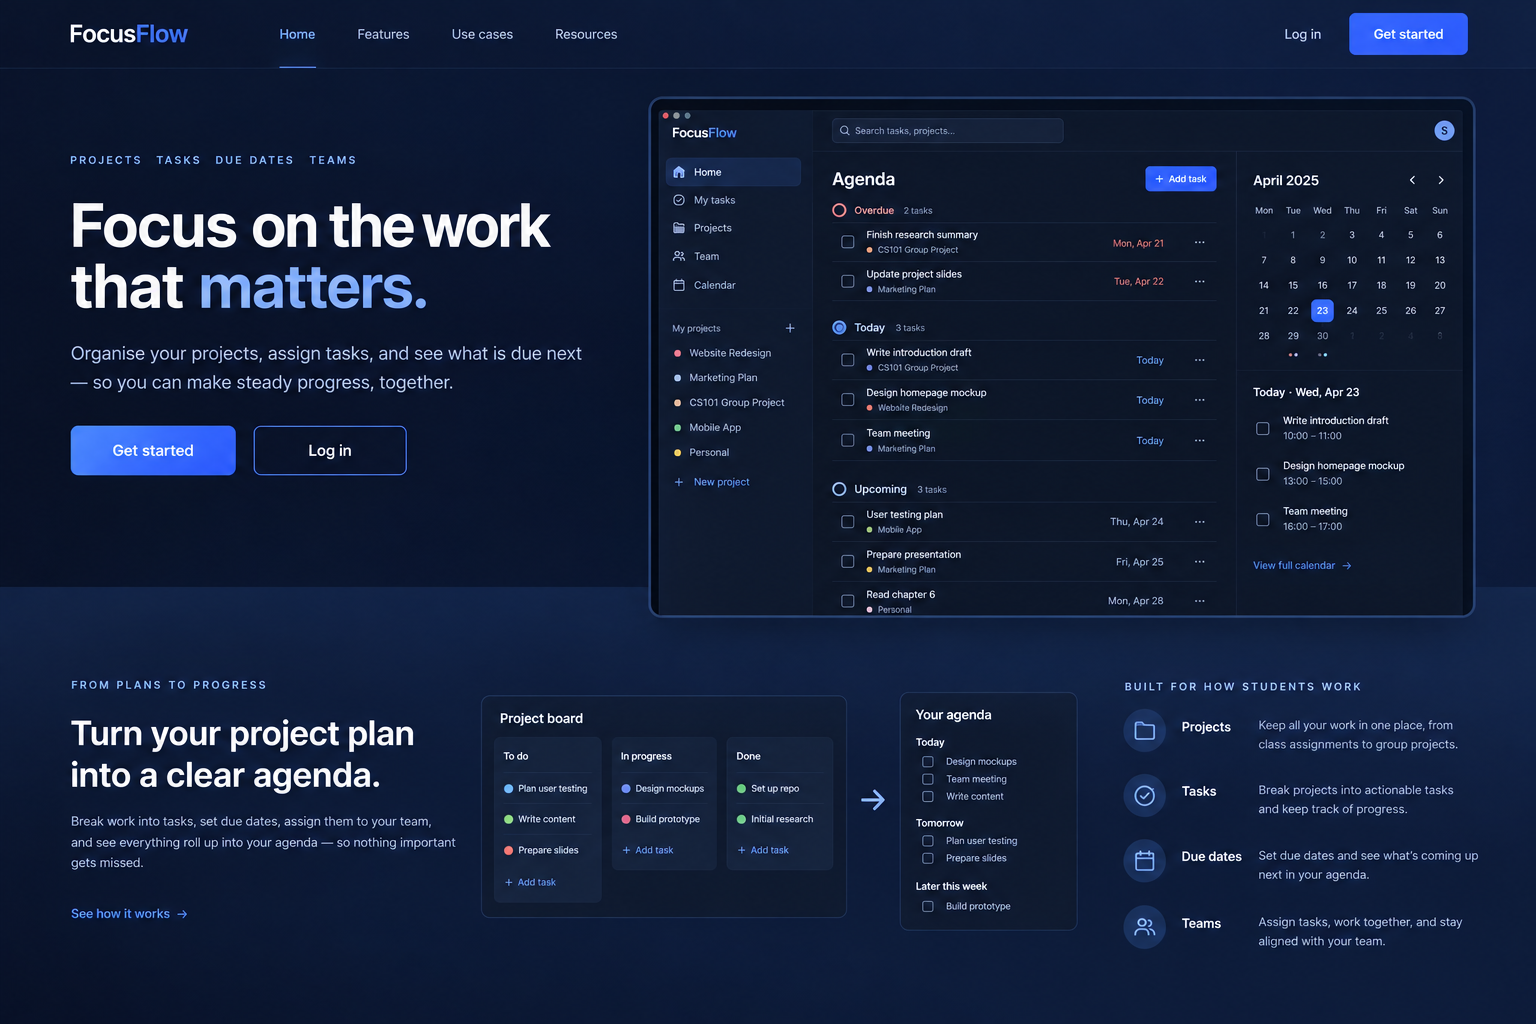 FocusFlow
Home
Features
Use cases
Resources
Log in
Get started
PROJECTS TASKS DUE DATES TEAMS
Focus on the work
that matters.
Organise your projects, assign tasks, and see what is due next
— so you can make steady progress, together.
Get started
Log in
FocusFlow
Home
My tasks
Projects
Team
Calendar
My projects
Website Redesign
Marketing Plan
CS101 Group Project
Mobile App
Personal
+ New project
Search tasks, projects...
S
Agenda
+ Add task
Overdue 2 tasks
Finish research summary
CS101 Group Project
Mon, Apr 21
Update project slides
Marketing Plan
Tue, Apr 22
Today 3 tasks
Write introduction draft
CS101 Group Project
Today
Design homepage mockup
Website Redesign
Today
Team meeting
Marketing Plan
Today
Upcoming 3 tasks
User testing plan
Mobile App
Thu, Apr 24
Prepare presentation
Marketing Plan
Fri, Apr 25
Read chapter 6
Personal
Mon, Apr 28
April 2025
Mon Tue Wed Thu Fri Sat Sun
1 2 3 4 5 6
7 8 9 10 11 12 13
14 15 16 17 18 19 20
21 22 23 24 25 26 27
28 29 30 1 2 3 4 5
Today · Wed, Apr 23
Write introduction draft
10:00 – 11:00
Design homepage mockup
13:00 – 15:00
Team meeting
16:00 – 17:00
View full calendar →
FROM PLANS TO PROGRESS
Turn your project plan
into a clear agenda.
Break work into tasks, set due dates, assign them to your team,
and see everything roll up into your agenda — so nothing important
gets missed.
See how it works →
Project board
To do
Plan user testing
Write content
Prepare slides
+ Add task
In progress
Design mockups
Build prototype
+ Add task
Done
Set up repo
Initial research
+ Add task
Your agenda
Today
Design mockups
Team meeting
Write content
Tomorrow
Plan user testing
Prepare slides
Later this week
Build prototype
BUILT FOR HOW STUDENTS WORK
Projects
Keep all your work in one place, from
class assignments to group projects.
Tasks
Break projects into actionable tasks
and keep track of progress.
Due dates
Set due dates and see what's coming up
next in your agenda.
Teams
Assign tasks, work together, and stay
aligned with your team.